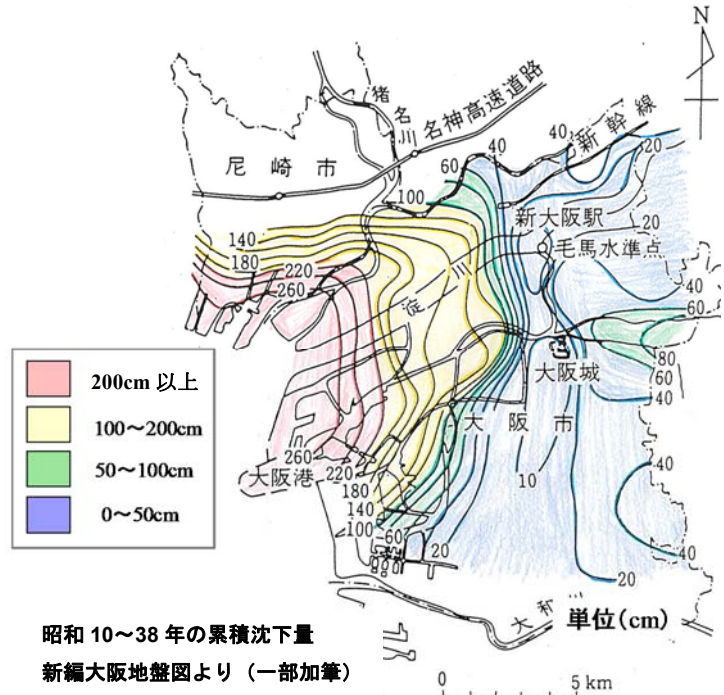 N
猪名川
名神高速道路
尼崎市
新幹線
40
40
20
60
100
新大阪駅
20
毛馬水準点
140
180
220
260
淀川
40
60
80
60
40
大阪城
大阪市
200cm 以上
100～200cm
50～100cm
0～50cm
260
大阪港
220
180
140
100
60
20
10
40
40
20
大和川
単位(cm)
昭和 10～38 年の累積沈下量
新編大阪地盤図より（一部加筆）
0 5 km